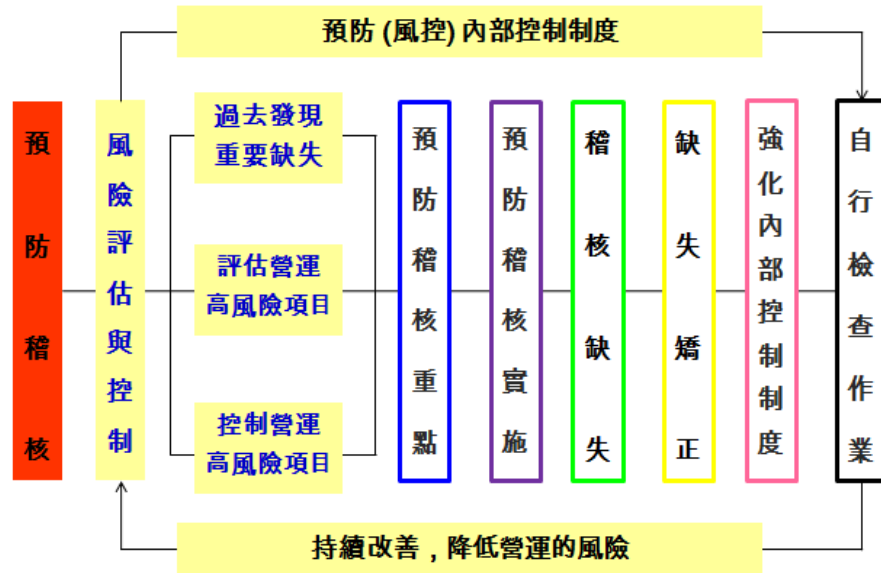 預防 (風控) 內部控制制度
預防稽核
風險評估與控制
過去發現
重要缺失
評估營運
高風險項目
控制營運
高風險項目
預防稽核重點
預防稽核實施
稽核缺失
缺失矯正
強化內部控制制度
自行檢查作業
持續改善，降低營運的風險